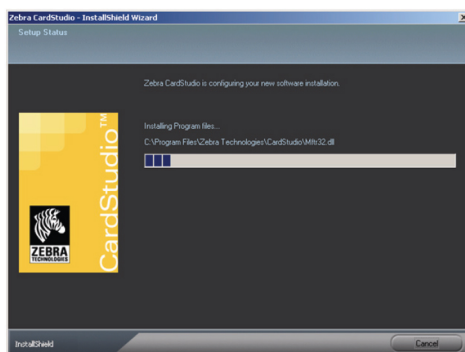 Zebra CardStudio - InstallShield Wizard
Setup Status
Zebra CardStudio is configuring your new software installation.
Installing Program files...
C:\Program Files\Zebra Technologies\CardStudio\Mltr32.dll
CardStudio™
ZEBRA
TECHNOLOGIES
InstallShield
Cancel